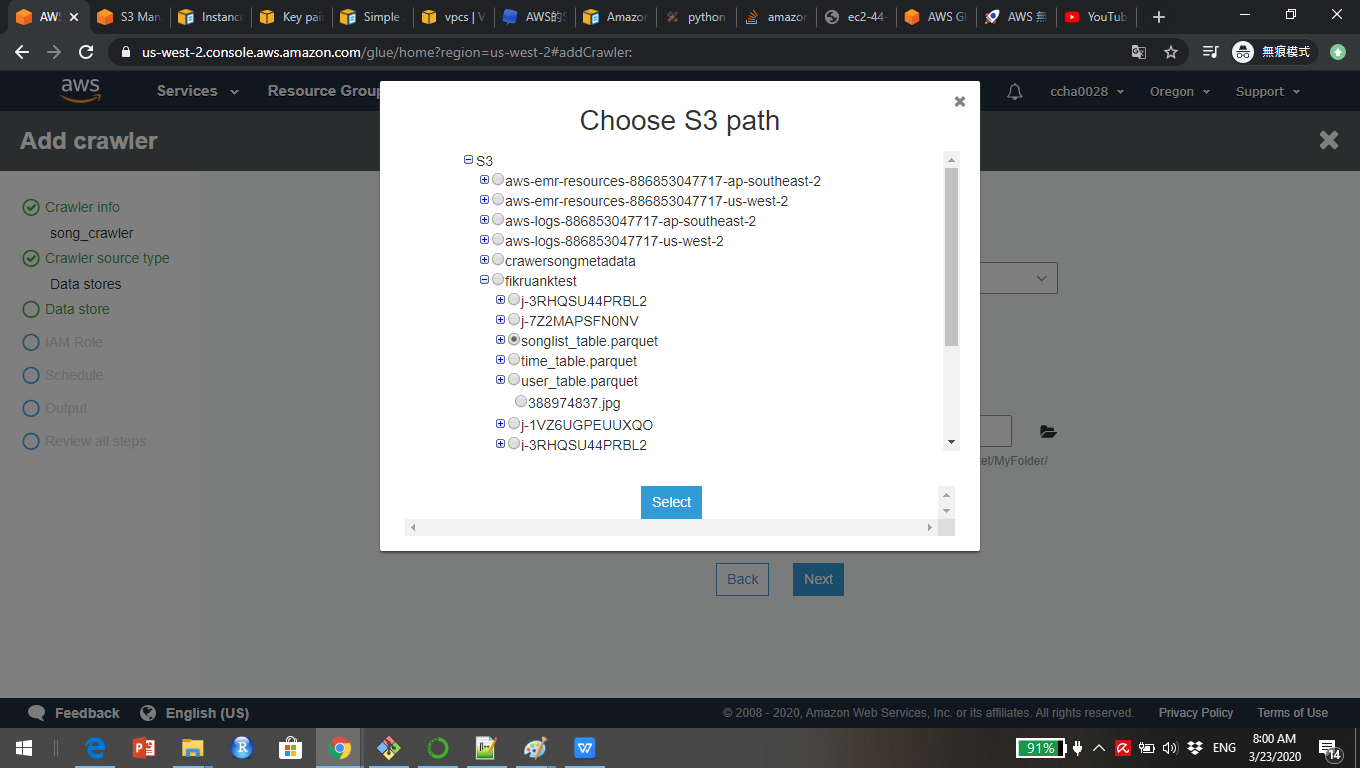 AWS
S3 Man
Instanc
Key pai
Simple
vpcs | V
AWS的S
Amazon
python
amazon
ec2-44-
AWS Gl
AWS 無
YouTub
us-west-2.console.aws.amazon.com/glue/home?region=us-west-2#addCrawler:
無痕模式
aws
Services
Resource Group
ccha0028
Oregon
Support
Add crawler
Crawler info
song_crawler
Crawler source type
Data stores
Data store
IAM Role
Schedule
Output
Review all steps
Choose S3 path
S3
aws-emr-resources-886853047717-ap-southeast-2
aws-emr-resources-886853047717-us-west-2
aws-logs-886853047717-ap-southeast-2
aws-logs-886853047717-us-west-2
crawersongmetadata
fikruanktest
j-3RHQSU44PRBL2
j-7Z2MAPSFN0NV
songlist_table.parquet
time_table.parquet
user_table.parquet
388974837.jpg
j-1VZ6UGPEUUXQO
j-3RHQSU44PRBL2
Select
et/MyFolder/
Back
Next
Feedback
English (US)
© 2008 - 2020, Amazon Web Services, Inc. or its affiliates. All rights reserved.
Privacy Policy
Terms of Use
91%
ENG
8:00 AM
3/23/2020
14